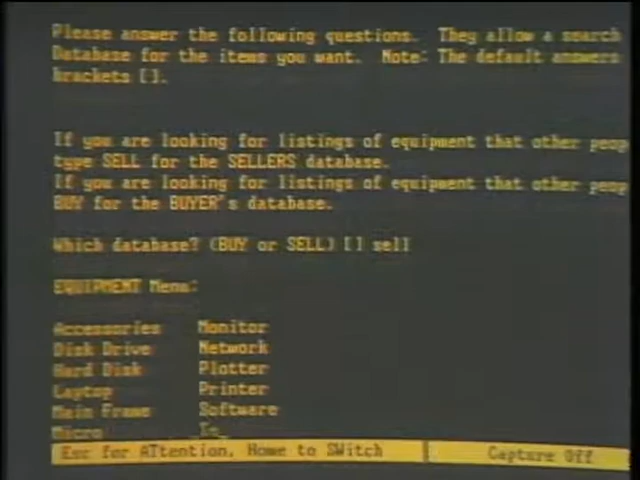 Please answer the following questions.  They allow a search
Database for the items you want.  Note: The default answers
brackets [].
If you are looking for listings of equipment that other peop
type SELL for the SELLERS database.
If you are looking for listings of equipment that other peop
BUY for the BUYER's database.
Which database? (BUY or SELL) [] sell
EQUIPMENT Menu:
Accessories Monitor
Disk Drive Network
Hard Disk Plotter
Laptop Printer
Main Frame Software
Micro
Esc for ATtention, Home to SWitch | Capture Off